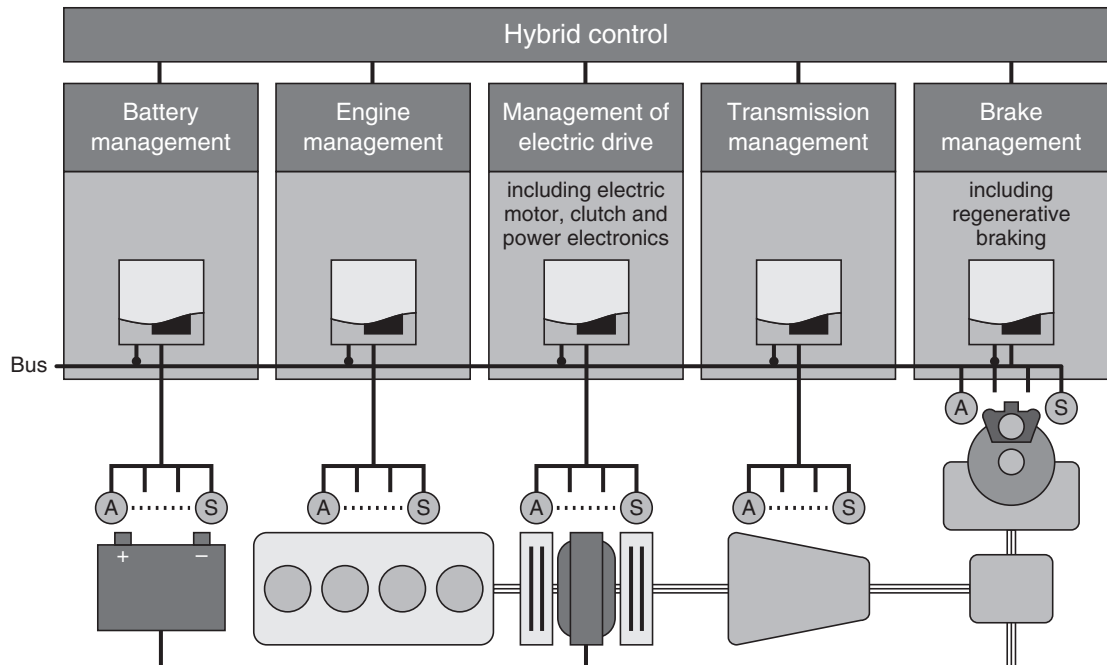 Hybrid control
Battery
management
Engine
management
Management of
electric drive
including electric
motor, clutch and
power electronics
Transmission
management
Brake
management
including
regenerative
braking
Bus
A
S
A
S
A
S
A
S
A
S
+
−